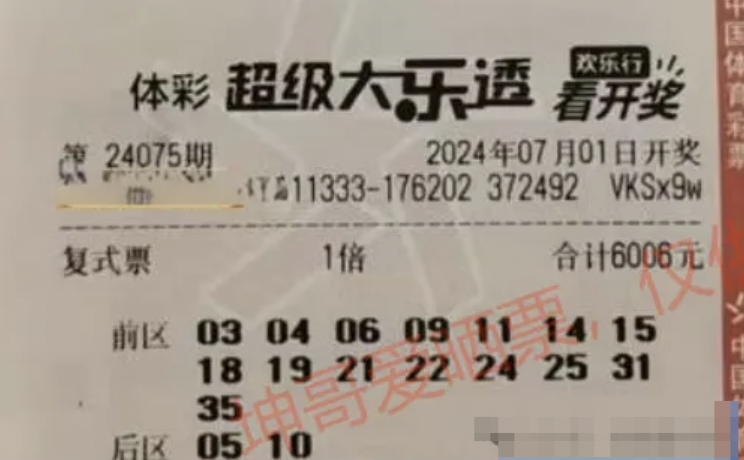 体彩 超级大乐透 欢乐行 看开奖
第 24075期 2024年07月01日开奖
11333-176202 372492 VKSx9w
复式票 1倍 合计6006元
前区 03 04 06 09 11 14 15
18 19 21 22 24 25 31
35
后区 05 10
坤哥爱晒票,仅供
中国体育彩票
中国体